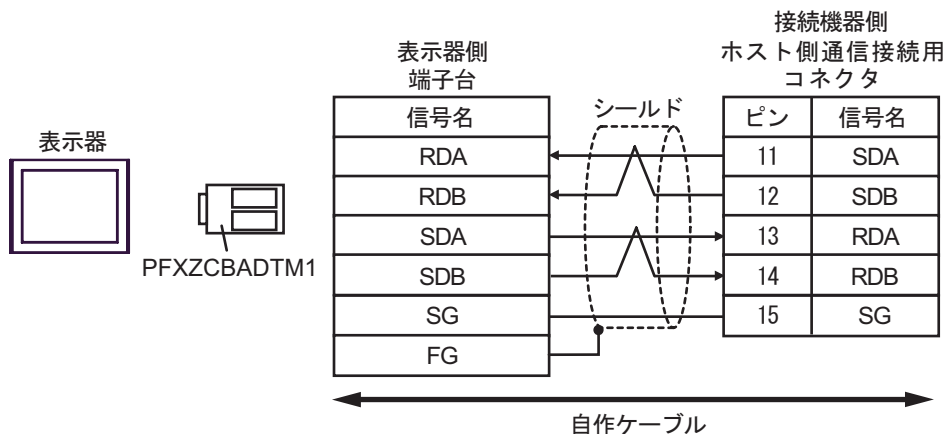 接続機器側
ホスト側通信接続用
コネクタ
表示器側
端子台
信号名
シールド
ピン 信号名
表示器
RDA 11 SDA
RDB 12 SDB
SDA 13 RDA
PFXZCBADTM1
SDB 14 RDB
SG 15 SG
FG
自作ケーブル